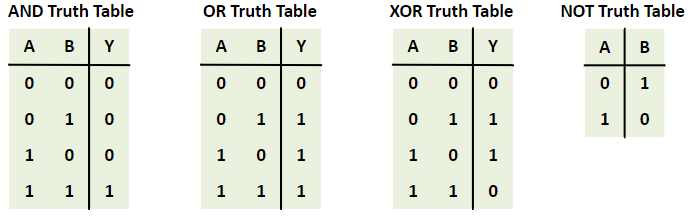 AND Truth Table OR Truth Table XOR Truth Table NOT Truth Table
A B Y A B Y A B Y A B
0 0 0 0 0 0 0 0 0 0 1
0 1 0 0 1 1 0 1 1 1 0
1 0 0 1 0 1 1 0 1
1 1 1 1 1 1 1 1 0